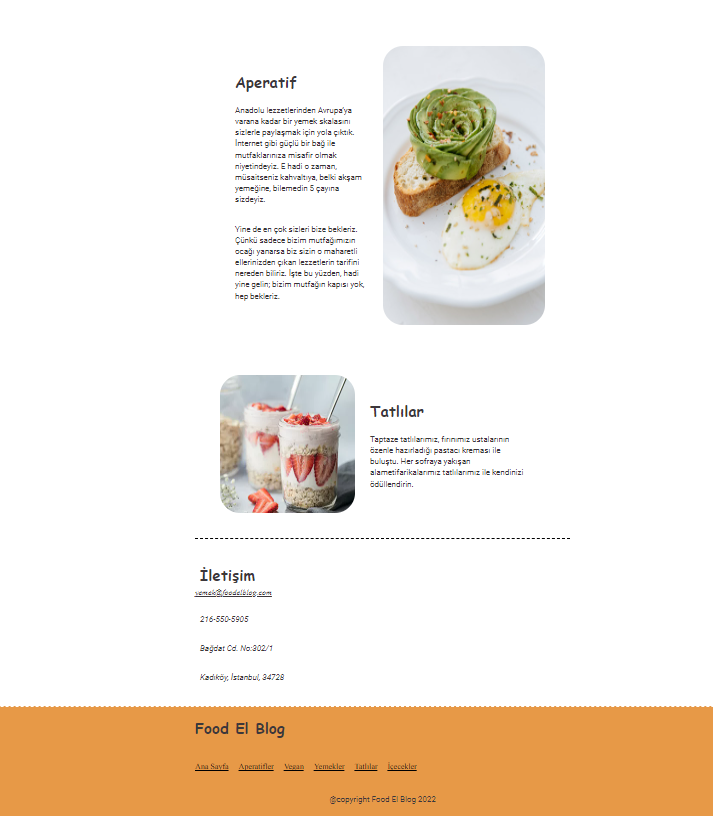 Aperatif
Anadolu lezzetlerinden Avrupa'ya
varana kadar bir yemek skalasını
sizlerle paylaşmak için yola çıktık.
İnternet gibi güçlü bir bağ ile
mutfaklarınıza misafir olmak
niyetindeyiz. E hadi o zaman,
müsaitseniz kahvaltıya, belki akşam
yemeğine, bilemedin 5 çayına
sizdeyiz.
Yine de en çok sizleri bize bekleriz.
Çünkü sadece bizim mutfağımızın
ocağı yanarsa biz sizin o maharetli
ellerinizden çıkan lezzetlerin tarifini
nereden biliriz. İşte bu yüzden, hadi
yine gelin; bizim mutfağın kapısı yok,
hep bekleriz.
Tatlılar
Taptaze tatlılarımız, fırınımız ustalarının
özenle hazırladığı pastacı kreması ile
buluştu. Her sofraya yakışan
alametifarikalarımız tatlılarımız ile kendinizi
ödüllendirin.
İletişim
yemek@foodelblog.com
216-550-5905
Bağdat Cd. No:302/1
Kadıköy, İstanbul, 34728
Food El Blog
Ana Sayfa Aperatifler Vegan Yemekler Tatlılar İçecekler
@copyright Food El Blog 2022